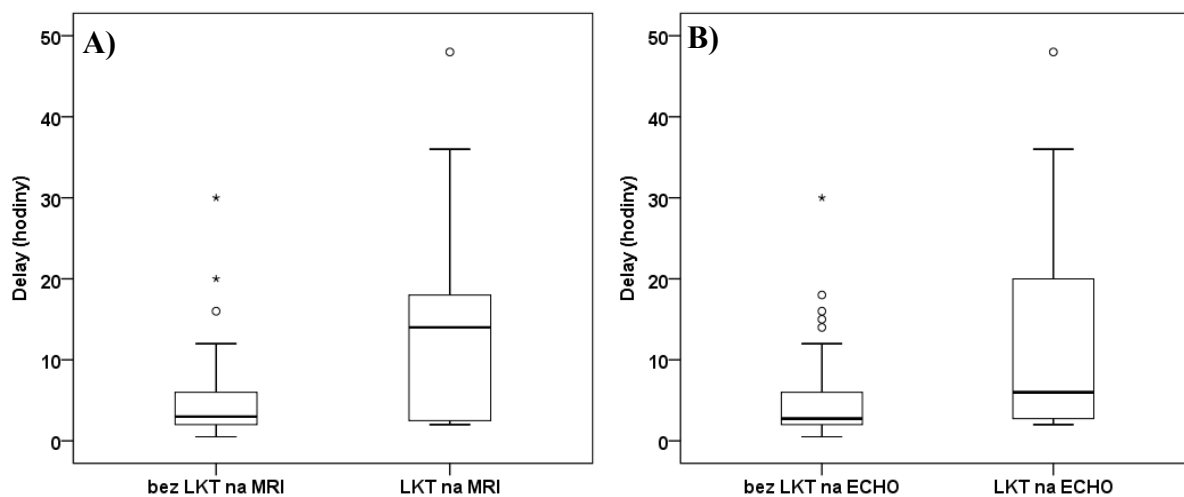 A)
Delay (hodiny)
50
40
30
20
10
0
bez LKT na MRI
LKT na MRI
B)
Delay (hodiny)
50
40
30
20
10
0
bez LKT na ECHO
LKT na ECHO